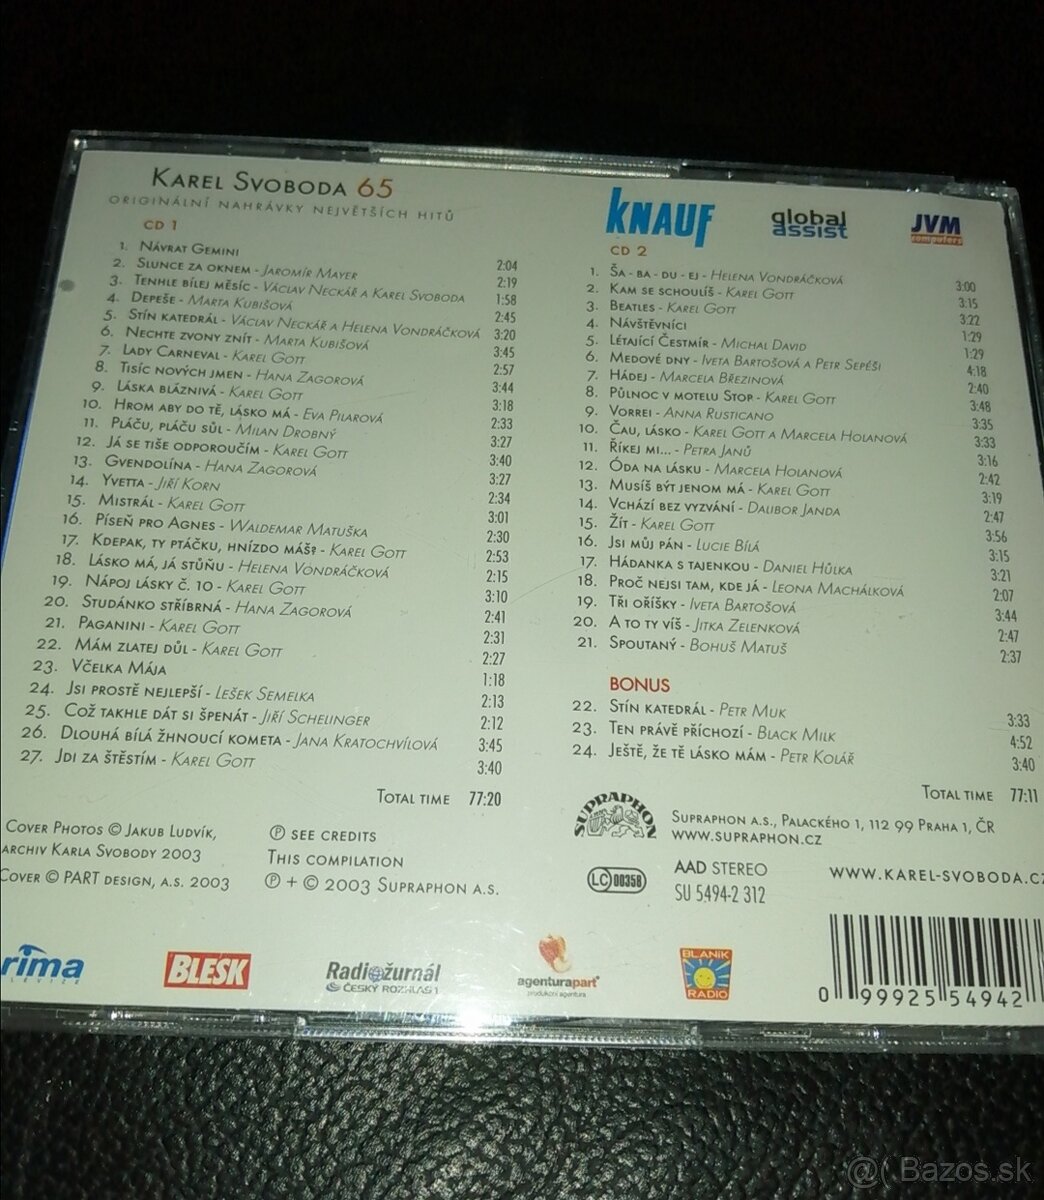 KAREL SVOBODA 65
ORIGINÁLNÍ NAHRÁVKY NEJVĚTŠÍCH HITŮ
CD 1
1. NÁVRAT GEMINI 2:04
2. SLUNCE ZA OKNEM - JAROMÍR MAYER 2:19
3. TENHLE BÍLEJ MĚSÍC - VÁCLAV NECKÁŘ A KAREL SVOBODA 1:58
4. DEPEŠE - MARTA KUBIŠOVÁ 2:45
5. STÍN KATEDRÁL - VÁCLAV NECKÁŘ A HELENA VONDRÁČKOVÁ 3:20
6. NECHTE ZVONY ZNÍT - MARTA KUBIŠOVÁ 3:45
7. LADY CARNEVAL - KAREL GOTT 2:57
8. TISÍC NOVÝCH JMEN - HANA ZAGOROVÁ 3:44
9. LÁSKA BLÁZNIVÁ - KAREL GOTT 3:18
10. HROM ABY DO TĚ, LÁSKO MÁ - EVA PILAROVÁ 2:33
11. PLÁČU, PLÁČU SŮL - MILAN DROBNÝ 3:27
12. JÁ SE TIŠE ODPOROUČÍM - KAREL GOTT 3:40
13. GVENDOLÍNA - HANA ZAGOROVÁ 3:27
14. YVETTA - JIŘÍ KORN 2:34
15. MISTRÁL - KAREL GOTT 3:01
16. PÍSEŇ PRO AGNES - WALDEMAR MATUŠKA 2:30
17. KDEPAK, TY PTÁČKU, HNÍZDO MÁŠ? - KAREL GOTT 2:53
18. LÁSKO MÁ, JÁ STŮŇU - HELENA VONDRÁČKOVÁ 2:15
19. NÁPOJ LÁSKY Č. 10 - KAREL GOTT 3:10
20. STUDÁNKO STŘÍBRNÁ - HANA ZAGOROVÁ 2:41
21. PAGANINI - KAREL GOTT 2:31
22. MÁM ZLATEJ DŮL - KAREL GOTT 2:27
23. VČELKA MÁJA 1:18
24. JSI PROSTĚ NEJLEPŠÍ - LEŠEK SEMELKA 2:13
25. COŽ TAKHLE DÁT SI ŠPENÁT - JIŘÍ SCHELINGER 2:12
26. DLOUHÁ BÍLÁ ŽHNOUCÍ KOMETA - JANA KRATOCHVÍLOVÁ 3:45
27. JDI ZA ŠTĚSTÍM - KAREL GOTT 3:40
TOTAL TIME 77:20
COVER PHOTOS © JAKUB LUDVÍK,
ARCHIV KARLA SVOBODY 2003
COVER © PART DESIGN, A.S. 2003
℗ SEE CREDITS
THIS COMPILATION
℗ + © 2003 SUPRAPHON A.S.
KNAUF
global assist
JVM computers
CD 2
1. ŠA - BA - DU - EJ - HELENA VONDRÁČKOVÁ 3:00
2. KAM SE SCHOULÍŠ - KAREL GOTT 3:15
3. BEATLES - KAREL GOTT 3:22
4. NÁVŠTĚVNÍCI 1:29
5. LÉTAJÍCÍ ČESTMÍR - MICHAL DAVID 1:29
6. MEDOVÉ DNY - IVETA BARTOŠOVÁ A PETR SEPÉŠI 4:18
7. HÁDEJ - MARCELA BŘEZINOVÁ 2:40
8. PŮLNOC V MOTELU STOP - KAREL GOTT 3:48
9. VORREI - ANNA RUSTICANO 3:35
10. ČAU, LÁSKO - KAREL GOTT A MARCELA HOLANOVÁ 3:33
11. ŘÍKEJ MI... - PETRA JANŮ 3:16
12. ÓDA NA LÁSKU - MARCELA HOLANOVÁ 2:42
13. MUSÍŠ BÝT JENOM MÁ - KAREL GOTT 3:19
14. VCHÁZÍ BEZ VYZVÁNÍ - DALIBOR JANDA 2:47
15. ŽÍT - KAREL GOTT 3:56
16. JSI MŮJ PÁN - LUCIE BÍLÁ 3:15
17. HÁDANKA S TAJENKOU - DANIEL HŮLKA 3:21
18. PROČ NEJSI TAM, KDE JÁ - LEONA MACHÁLKOVÁ 2:07
19. TŘI OŘÍŠKY - IVETA BARTOŠOVÁ 3:44
20. A TO TY VÍŠ - JITKA ZELENKOVÁ 2:47
21. SPOUTANÝ - BOHUŠ MATUŠ 2:37
BONUS
22. STÍN KATEDRÁL - PETR MUK 3:33
23. TEN PRÁVĚ PŘÍCHOZÍ - BLACK MILK 4:52
24. JEŠTĚ, ŽE TĚ LÁSKO MÁM - PETR KOLÁŘ 3:40
TOTAL TIME 77:11
SUPRAPHON
SUPRAPHON A.S., PALACKÉHO 1, 112 99 PRAHA 1, ČR
WWW.SUPRAPHON.CZ
LC 00358
AAD STEREO
SU 5494-2 312
WWW.KAREL-SVOBODA.CZ
rima
BLESK
Radiožurnál
ČESKÝ ROZHLAS 1
agenturapart
produkční agentura
BLANÍK
RADIO
0 99925 54942
@( Bazos.sk